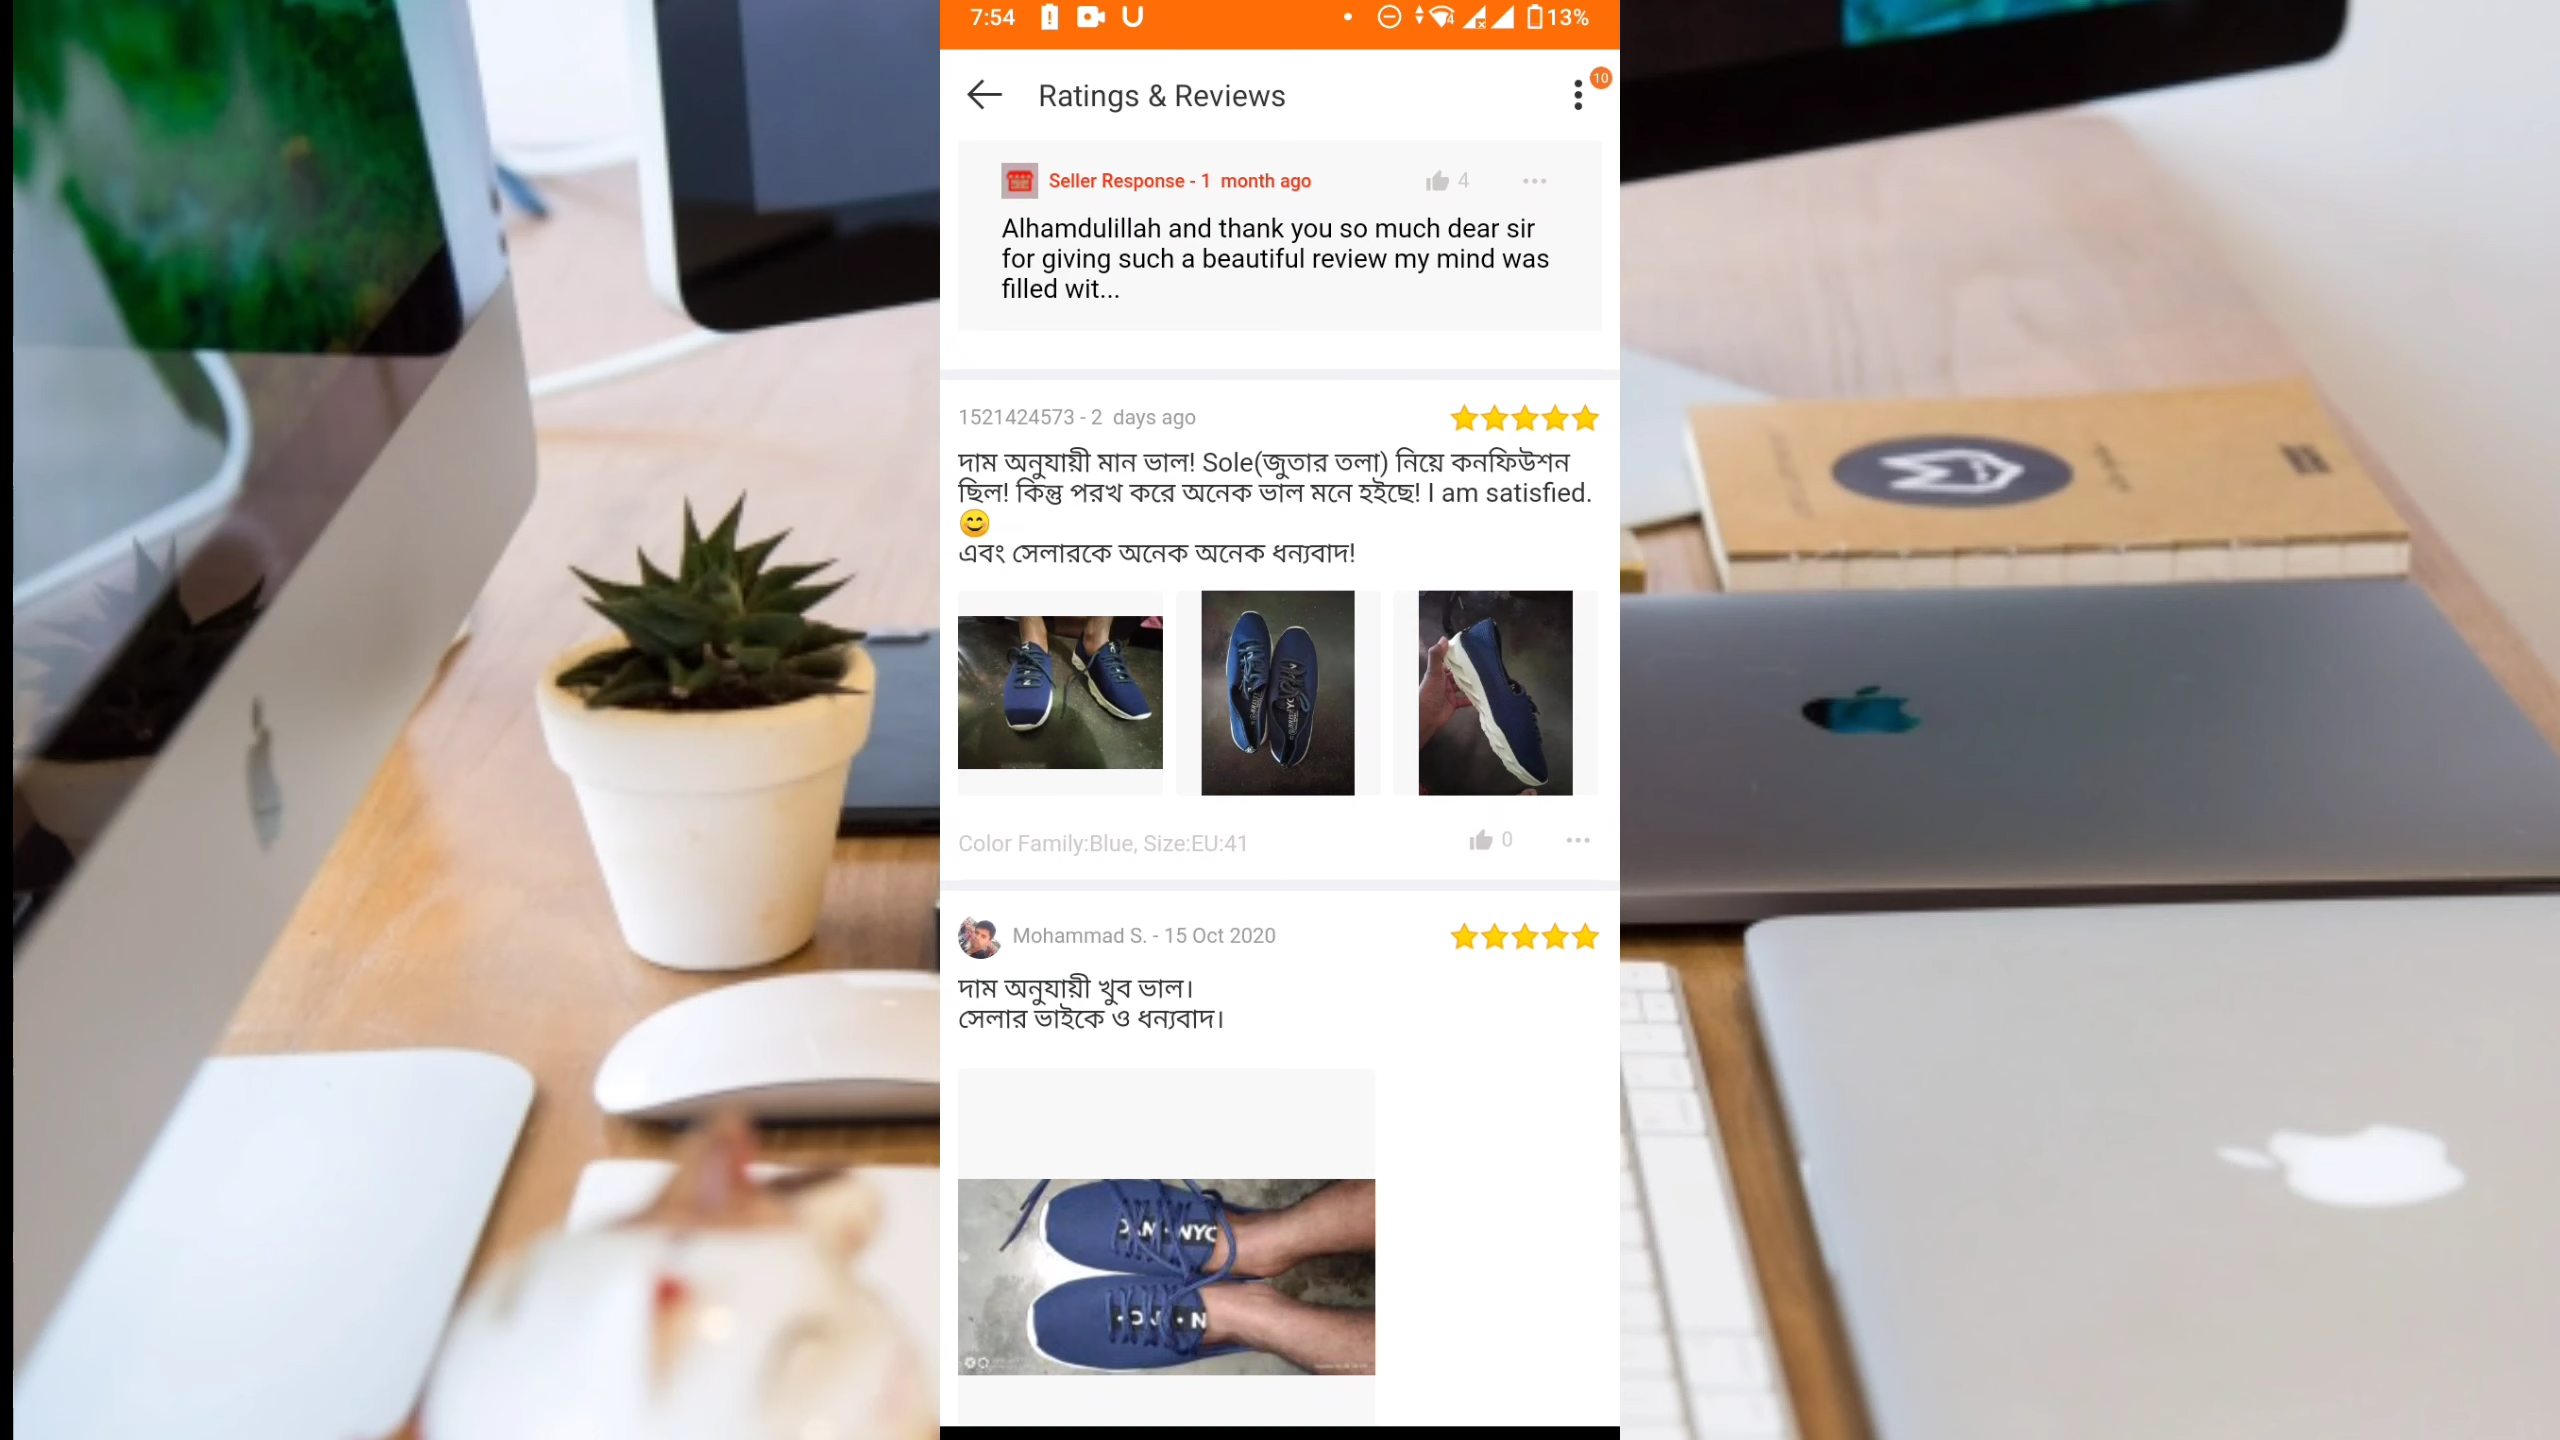 7:54
13%
Ratings & Reviews
10
Seller Response - 1 month ago
4
Alhamdulillah and thank you so much dear sir
for giving such a beautiful review my mind was
filled wit...
1521424573 - 2 days ago
দাম অনুযায়ী মান ভাল! Sole(জুতার তলা) নিয়ে কনফিউশন
ছিল! কিন্তু পরখ করে অনেক ভাল মনে হইছে! I am satisfied.
😊
এবং সেলারকে অনেক অনেক ধন্যবাদ!
Color Family:Blue, Size:EU:41
0
Mohammad S. - 15 Oct 2020
দাম অনুযায়ী খুব ভাল।
সেলার ভাইকে ও ধন্যবাদ।
NYC